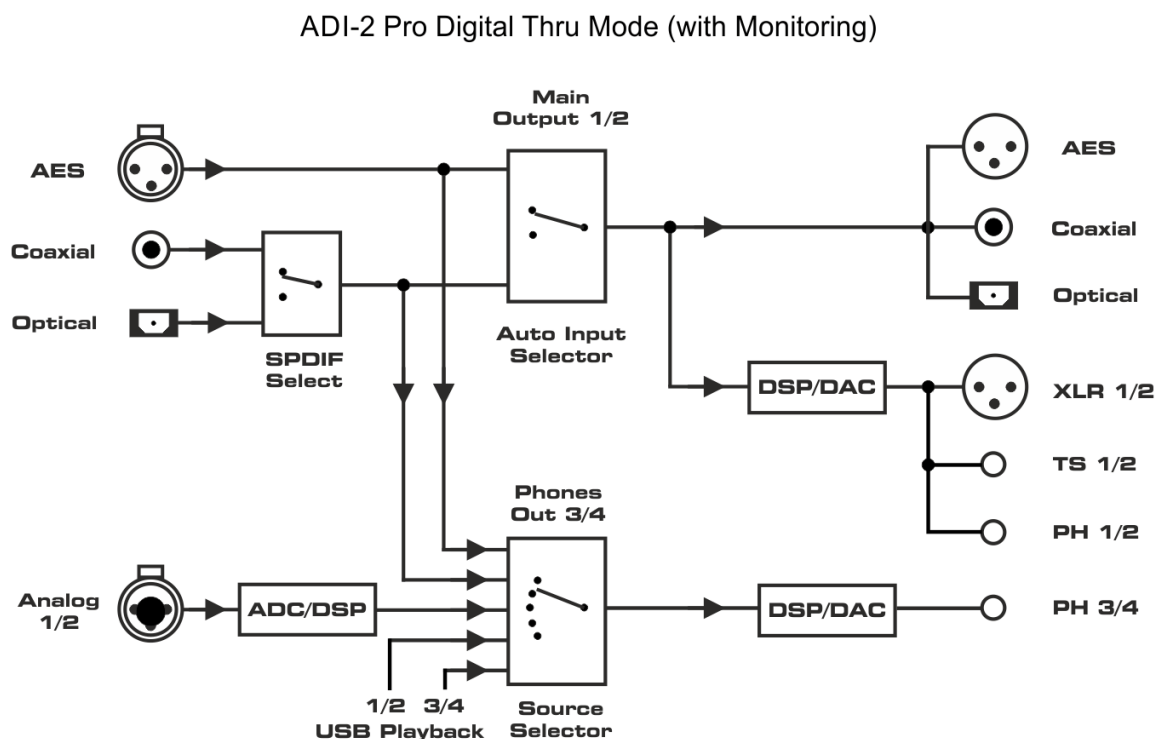 ADI-2 Pro Digital Thru Mode (with Monitoring)
Main
Output 1/2
AES
AES
Coaxial
Coaxial
Optical
Optical
SPDIF
Select
Auto Input
Selector
DSP/DAC
XLR 1/2
TS 1/2
Phones
Out 3/4
PH 1/2
Analog
1/2
ADC/DSP
DSP/DAC
PH 3/4
1/2 3/4
USB Playback
Source
Selector